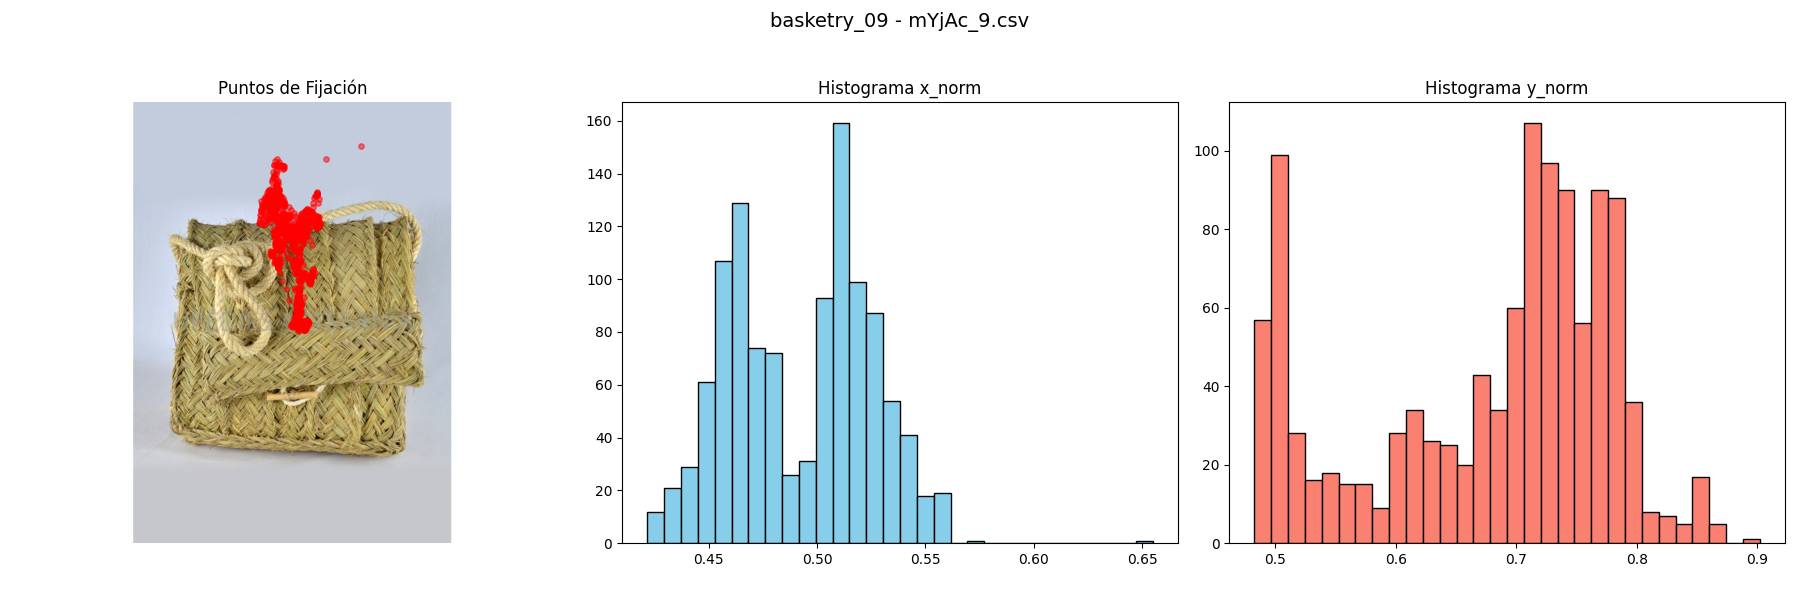 basketry_09 - mYjAc_9.csv
Puntos de Fijación
Histograma x_norm
160
140
120
100
80
60
40
20
0
0.45 0.50 0.55 0.60 0.65
Histograma y_norm
100
80
60
40
20
0
0.5 0.6 0.7 0.8 0.9